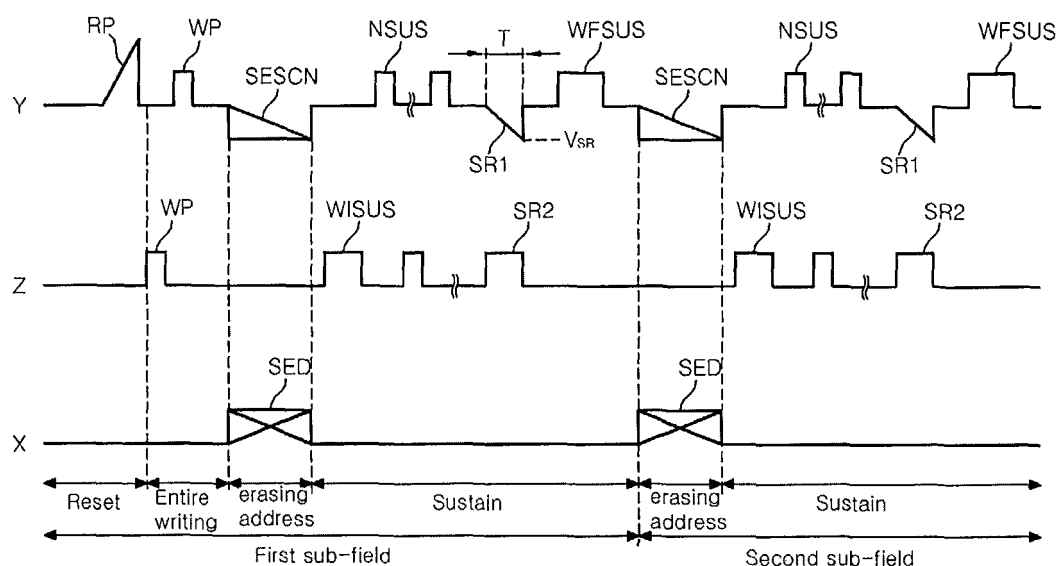 RP
WP
SESCN
NSUS
T
WFSUS
SESCN
NSUS
WFSUS
Y
SR1
VSR
SR1
WP
WISUS
SR2
WISUS
SR2
Z
SED
SED
X
Reset
Entire
writing
erasing
address
Sustain
erasing
address
Sustain
First sub-field
Second sub-field